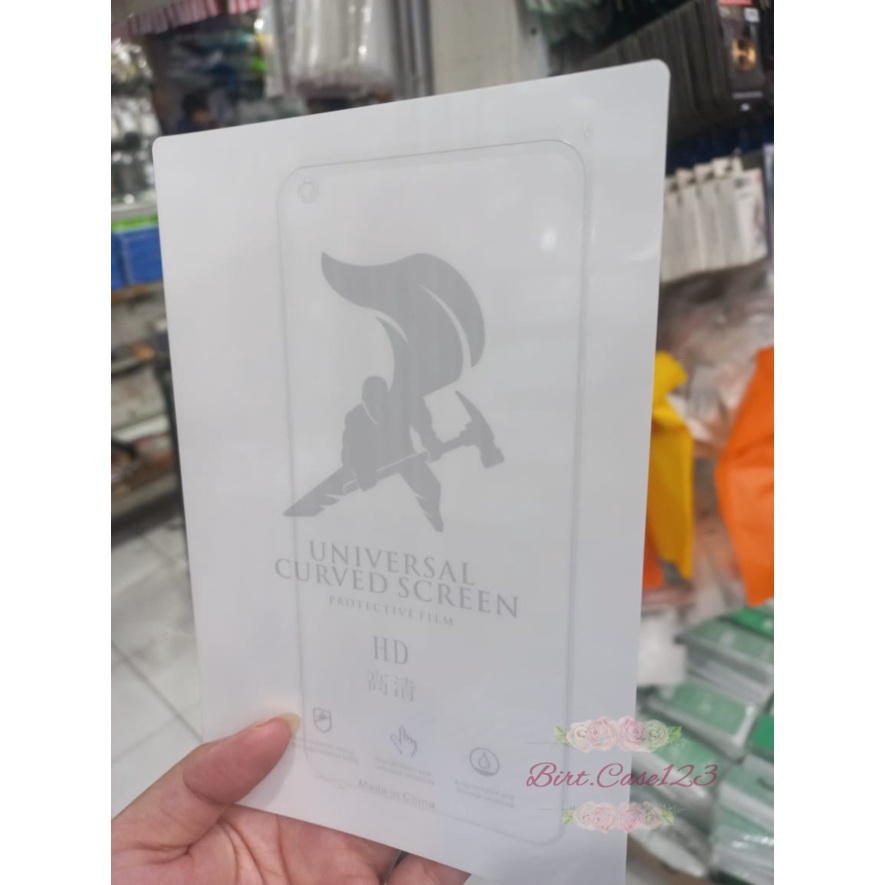 UNIVERSAL
CURVED SCREEN
PROTECTIVE FILM
HD
高清
Made in China
Birt.Case123